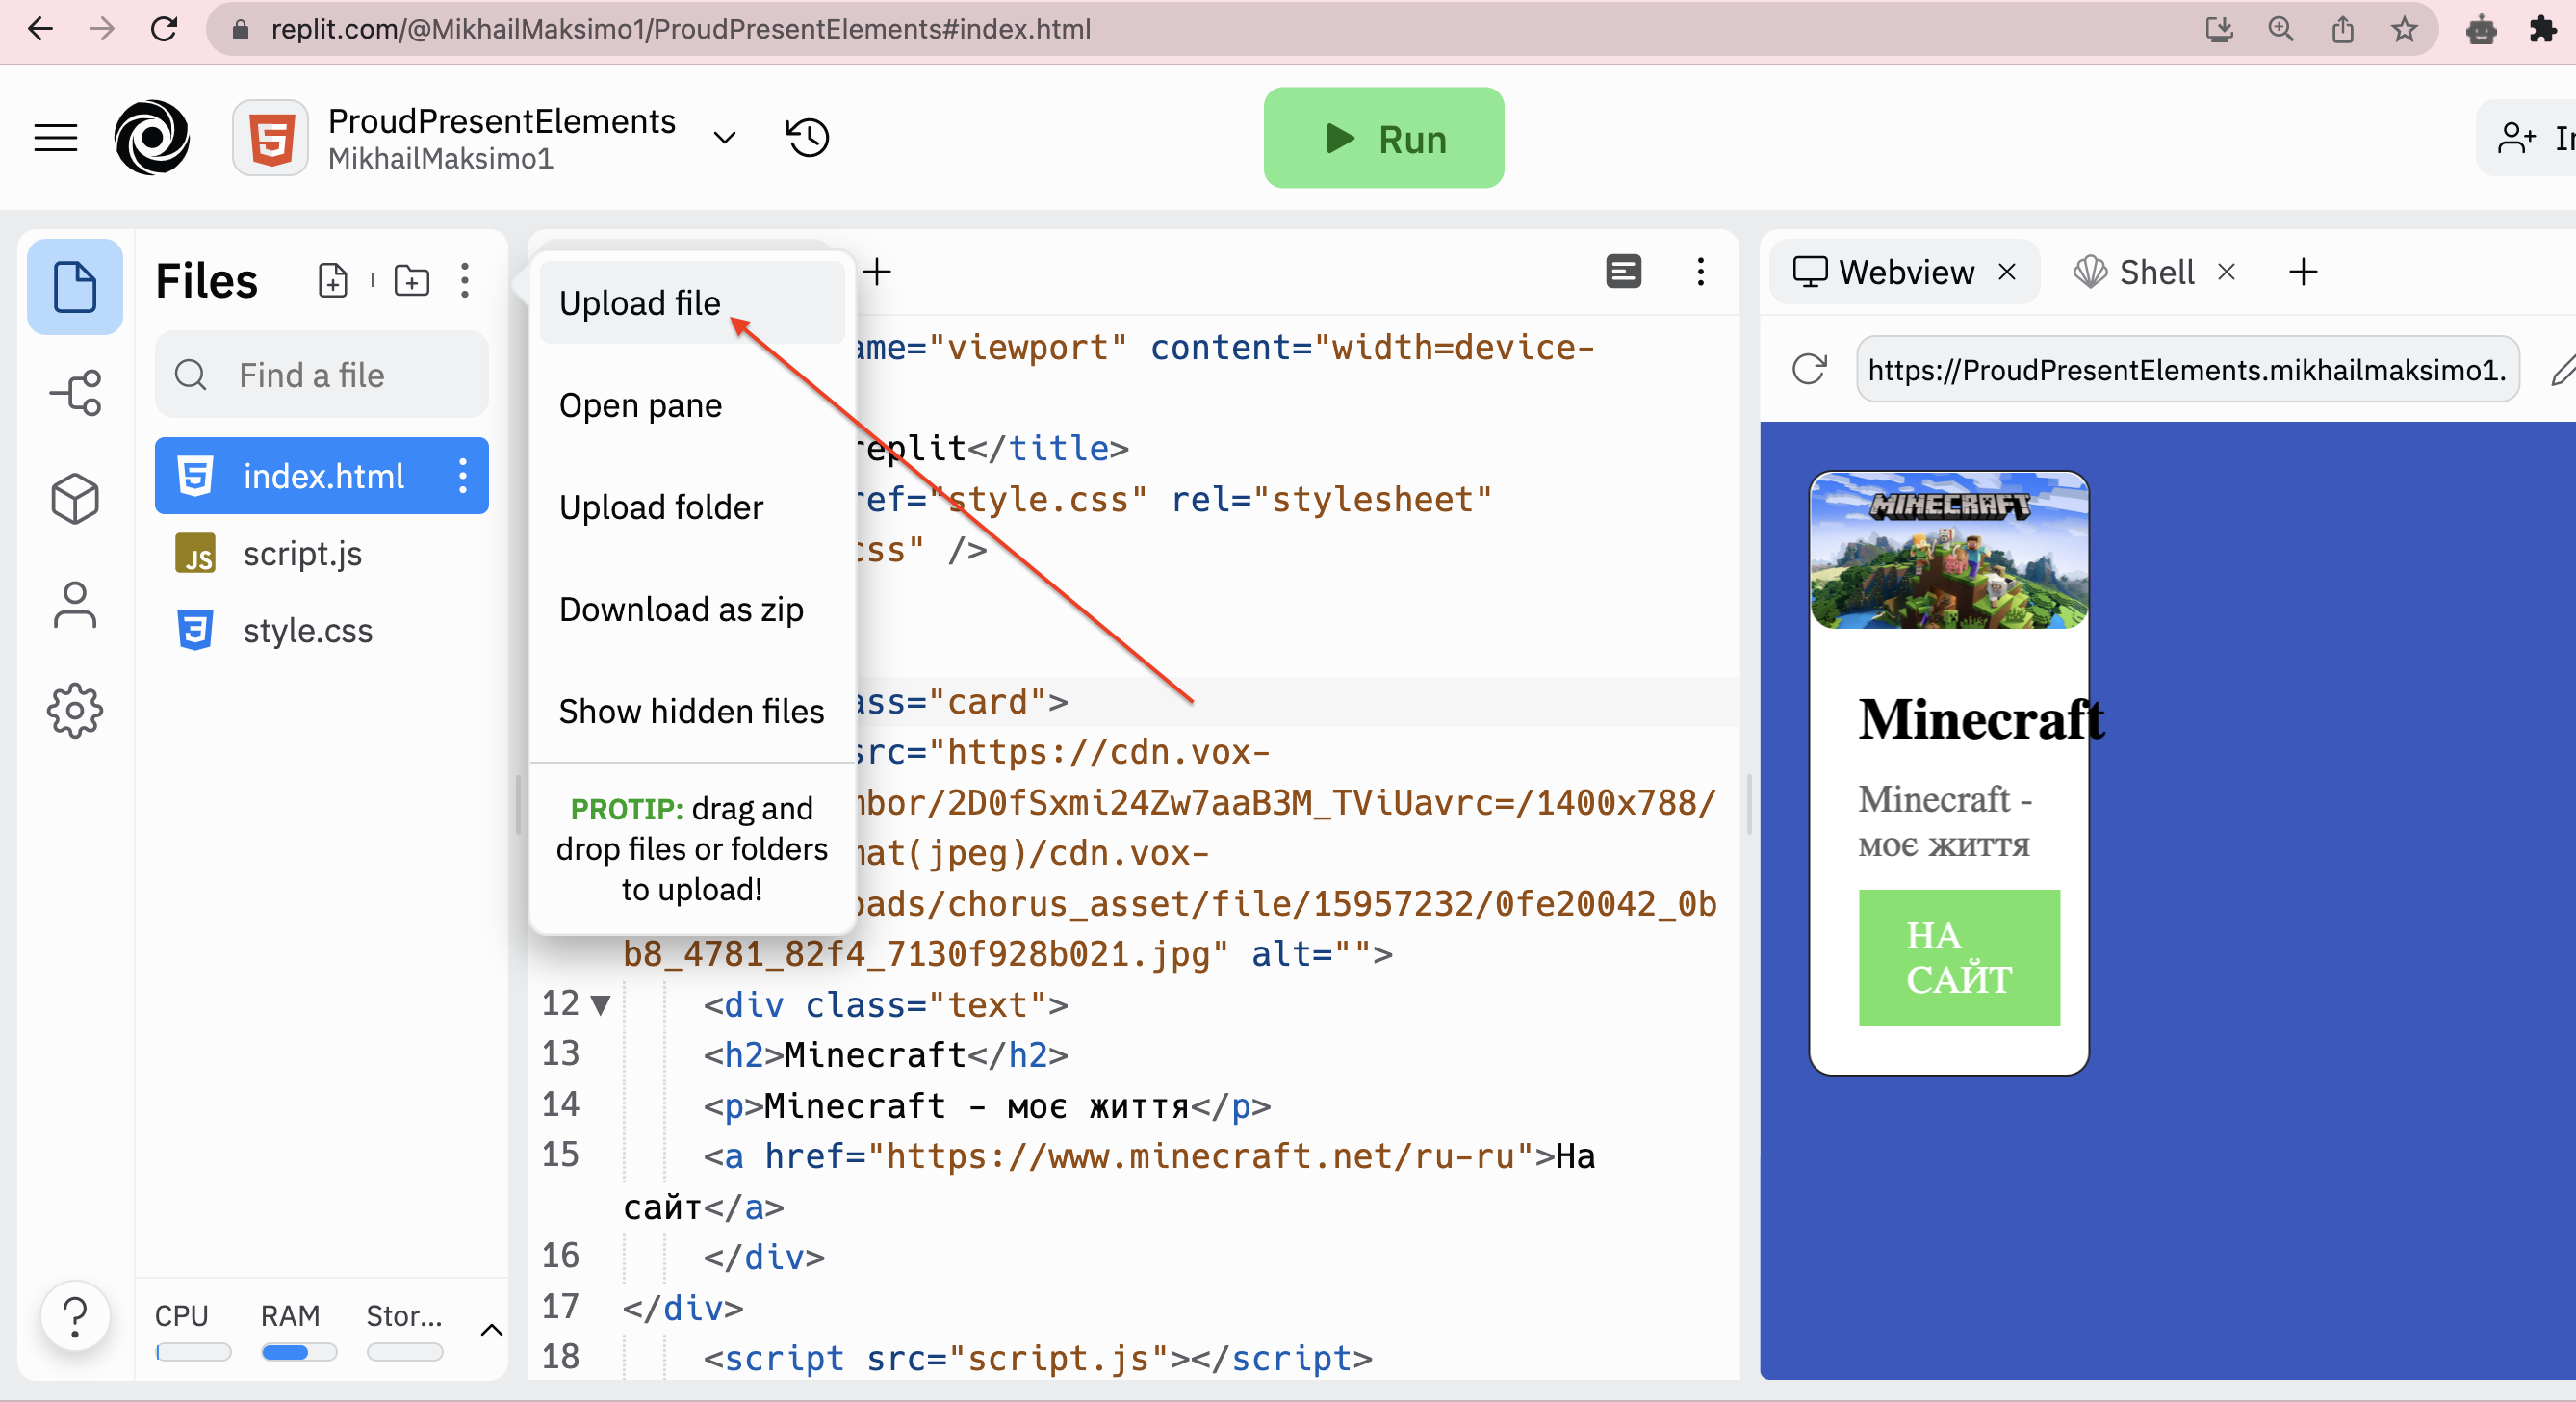 replit.com/@MikhailMaksimo1/ProudPresentElements#index.html
ProudPresentElements
MikhailMaksimo1
Run
Files
Find a file
index.html
JS
script.js
style.css
CPU
RAM
Stor...
Upload file
Open pane
Upload folder
Download as zip
Show hidden files
PROTIP: drag and
drop files or folders
to upload!
ame="viewport" content="width=device-
replit</title>
ref="style.css" rel="stylesheet"
css" />
ass="card">
src="https://cdn.vox-
mbor/2D0fSxmi24Zw7aaB3M_TViUavrc=/1400x788/
mat(jpeg)/cdn.vox-
oads/chorus_asset/file/15957232/0fe20042_0b
b8_4781_82f4_7130f928b021.jpg" alt="">
12 <div class="text">
13 <h2>Minecraft</h2>
14 <p>Minecraft - моє життя</p>
15 <a href="https://www.minecraft.net/ru-ru">На
сайт</a>
16 </div>
17 </div>
18 <script src="script.js"></script>
Webview
Shell
https://ProudPresentElements.mikhailmaksimo1.
MINECRAFT
Minecraft
Minecraft -
моє життя
НА
САЙТ